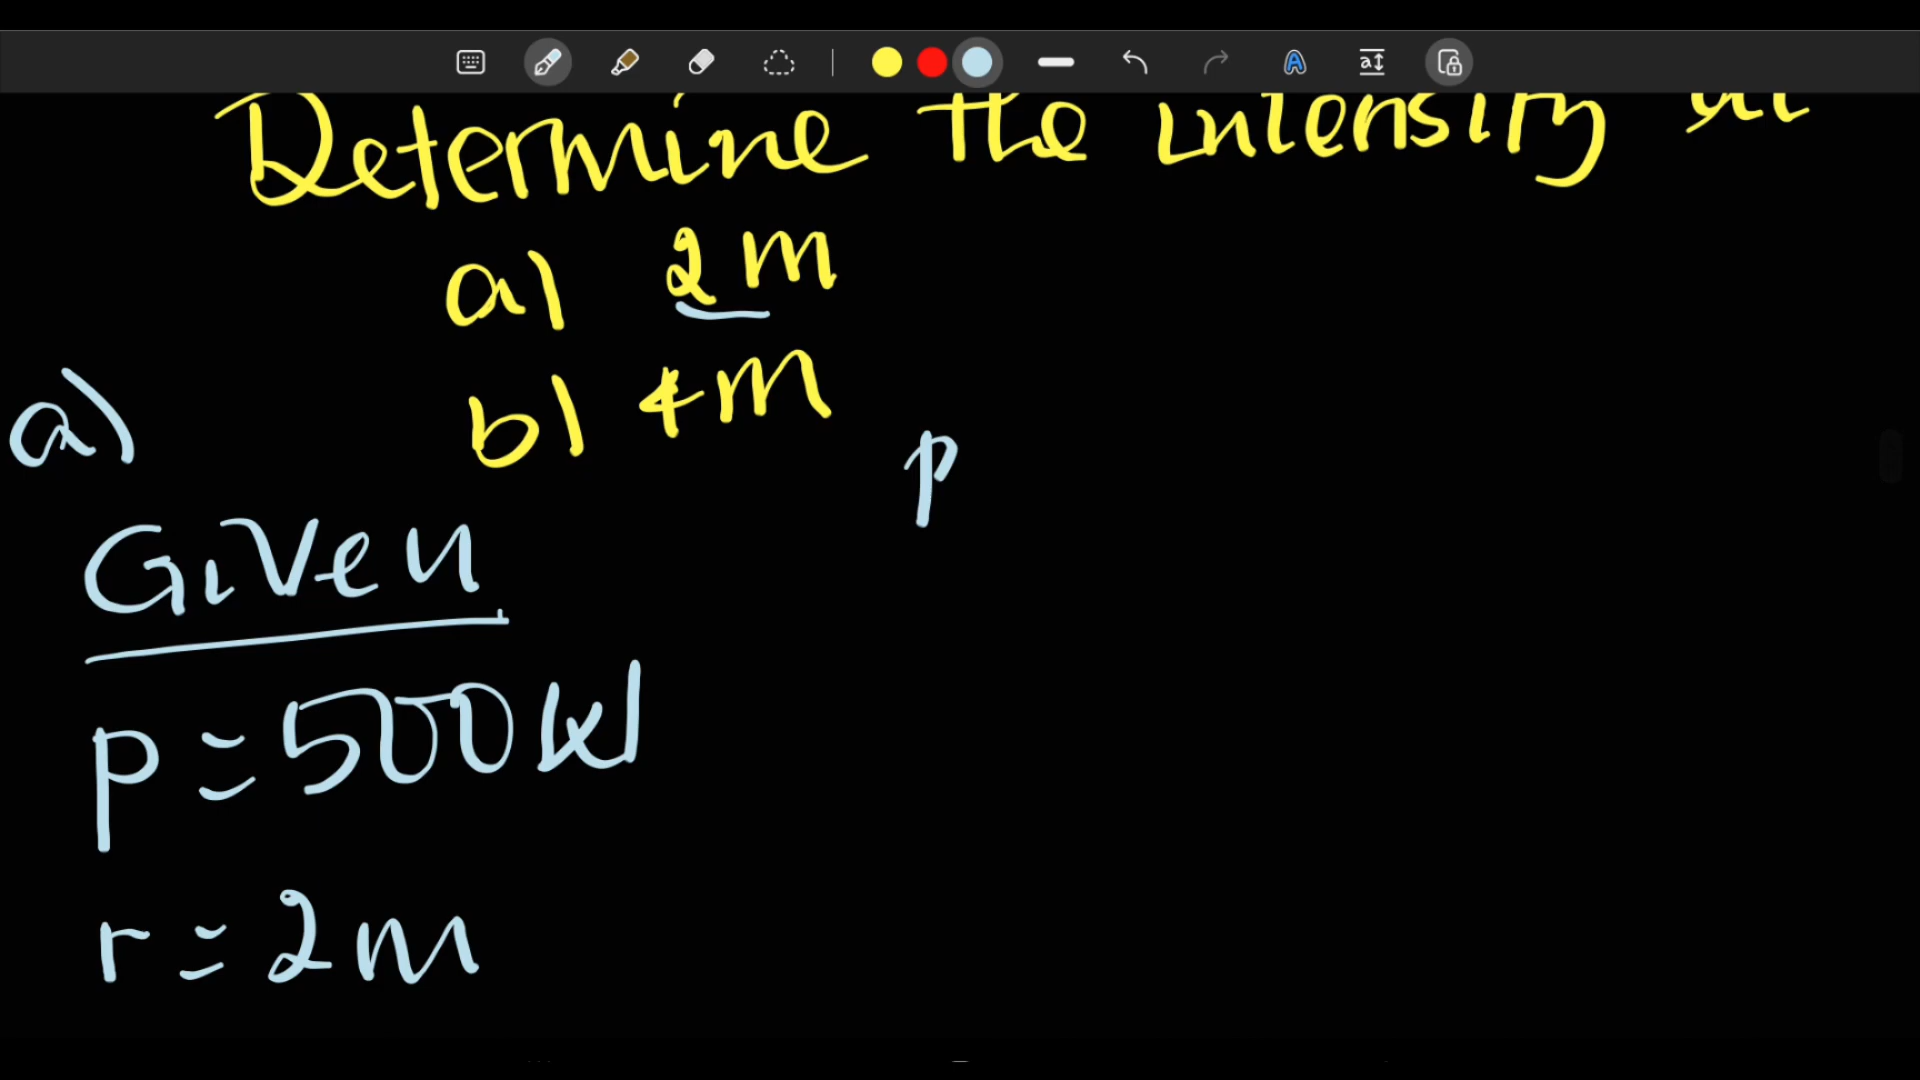 Determine the intensity at
a) 2m
b) 4m
a)
p
Given
p = 500W
r = 2m